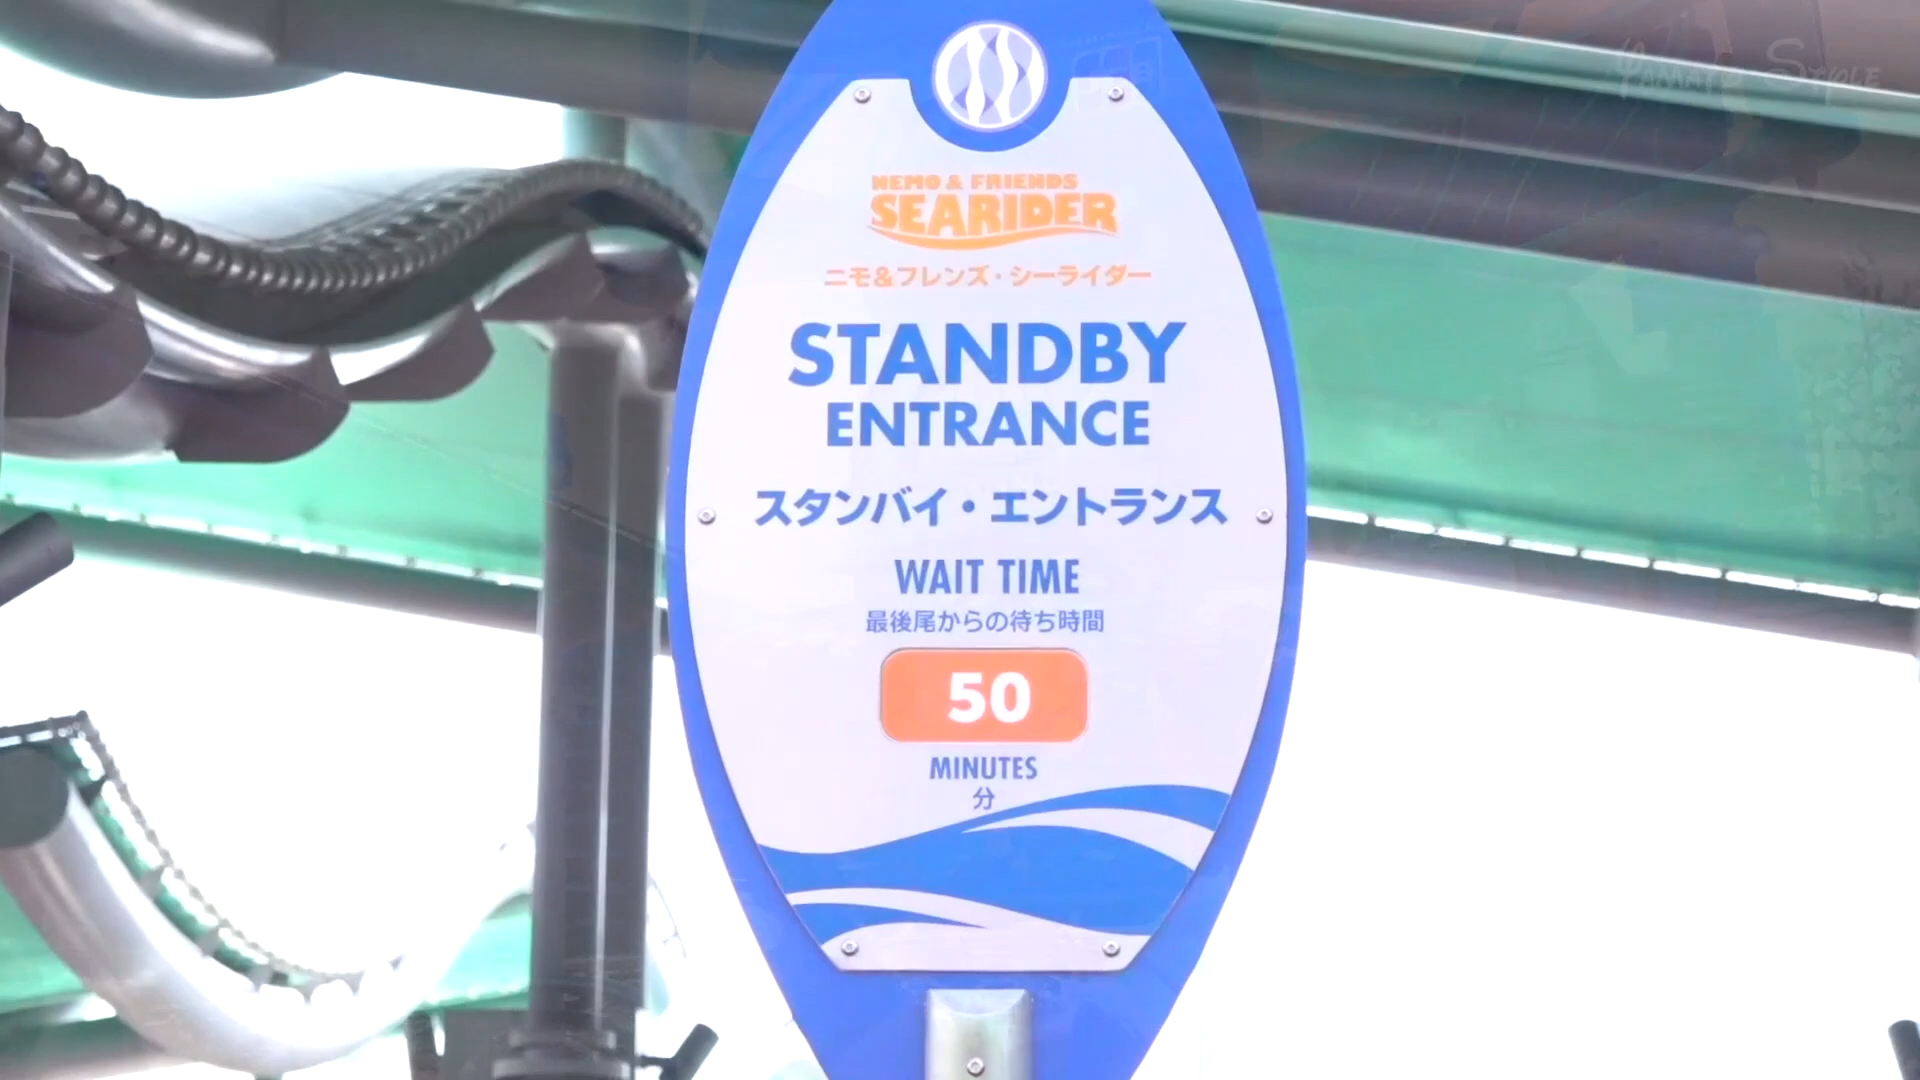 YAMATO STYLE
NEMO & FRIENDS
SEARIDER
ニモ&フレンズ・シーライダー
STANDBY
ENTRANCE
スタンバイ・エントランス
WAIT TIME
最後尾からの待ち時間
50
MINUTES
分